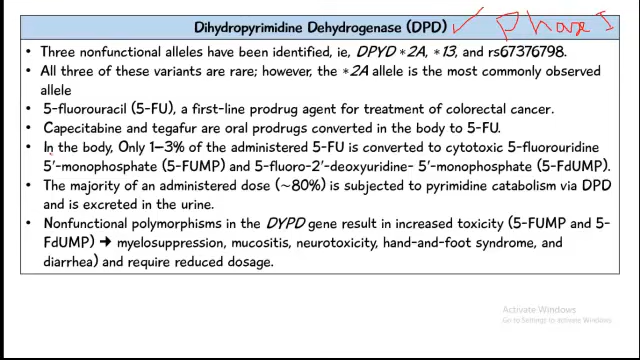 Dihydropyrimidine Dehydrogenase (DPD) ✓ Phase I
• Three nonfunctional alleles have been identified, ie, DPYD *2A, *13, and rs67376798.
• All three of these variants are rare; however, the *2A allele is the most commonly observed
allele
• 5-fluorouracil (5-FU), a first-line prodrug agent for treatment of colorectal cancer.
• Capecitabine and tegafur are oral prodrugs converted in the body to 5-FU.
• In the body, Only 1–3% of the administered 5-FU is converted to cytotoxic 5-fluorouridine
5′-monophosphate (5-FUMP) and 5-fluoro-2′-deoxyuridine- 5′-monophosphate (5-FdUMP).
• The majority of an administered dose (~80%) is subjected to pyrimidine catabolism via DPD
and is excreted in the urine.
• Nonfunctional polymorphisms in the DYPD gene result in increased toxicity (5-FUMP and 5-
FdUMP) → myelosuppression, mucositis, neurotoxicity, hand-and-foot syndrome, and
diarrhea) and require reduced dosage.
Activate Windows
Go to Settings to activate Windows.